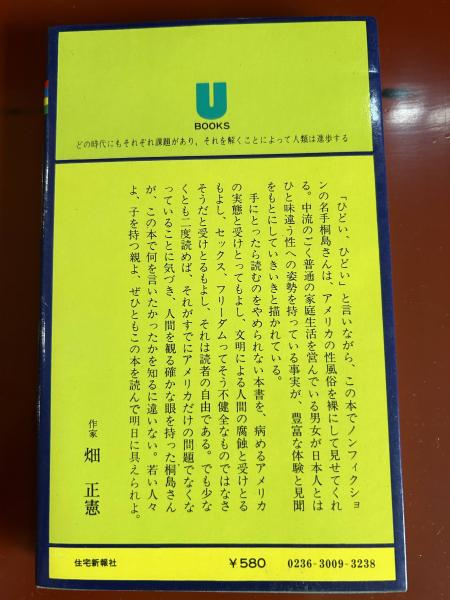 U
BOOKS
どの時代にもそれぞれ課題があり，それを解くことによって人類は進歩する
「ひどい、ひどい」と言いながら、この本でノンフィクショ
ンの名手桐島さんは、アメリカの性風俗を裸にして見せてくれ
る。中流のごく普通の家庭生活を営んでいる男女が日本人とは
ひと味違う性への姿勢を持っている事実が、豊富な体験と見聞
をもとにしていきいきと描かれている。
手にとったら読むのをやめられない本書を、病めるアメリカ
の実態と受けとってもよし、文明による人間の腐蝕と受けとる
もよし、セックス、フリーダムってそう不健全なものではなさ
そうだと受けとるもよし、それは読者の自由である。でも少な
くとも二度読めば、それがすでにアメリカだけの問題でなくな
っていることに気づき、人間を観る確かな眼を持った桐島さん
が、この本で何を言いたかったかを知るに違いない。若い人々
よ、子を持つ親よ、ぜひともこの本を読んで明日に具えられよ。
作家 畑 正憲
住宅新報社 ￥580 0236-3009-3238